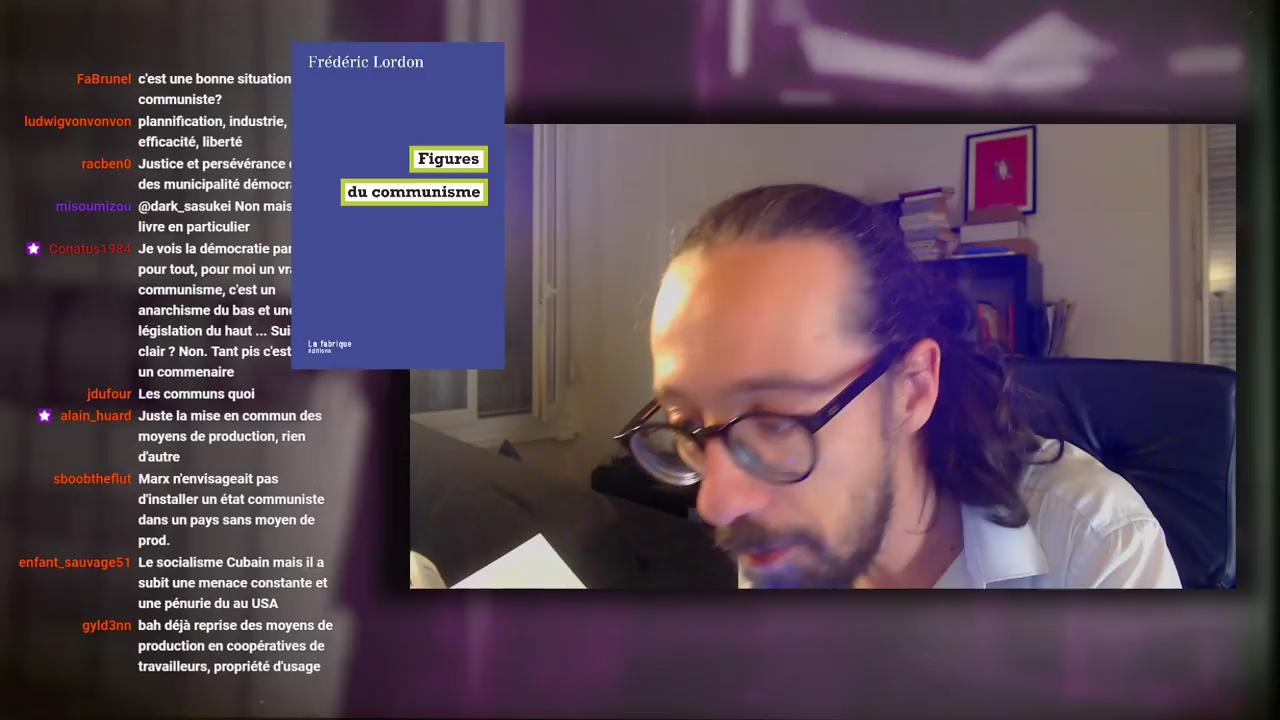 FaBrunel c'est une bonne situation
communiste?
ludwigvonvonvon plannification, industrie,
efficacité, liberté
racben0 Justice et persévérance
des municipalité démocr
misoumizou @dark_sasukei Non mais
livre en particulier
Conatus1984 Je vois la démocratie par
pour tout, pour moi un vr
communisme, c'est un
anarchisme du bas et une
législation du haut ... Sui
clair ? Non. Tant pis c'est
un commenaire
jdufour Les communs quoi
alain_huard Juste la mise en commun des
moyens de production, rien
d'autre
sboobtheflut Marx n'envisageait pas
d'installer un état communiste
dans un pays sans moyen de
prod.
enfant_sauvage51 Le socialisme Cubain mais il a
subit une menace constante et
une pénurie du au USA
gyld3nn bah déjà reprise des moyens de
production en coopératives de
travailleurs, propriété d'usage
Frédéric Lordon
Figures
du communisme
La fabrique
éditions